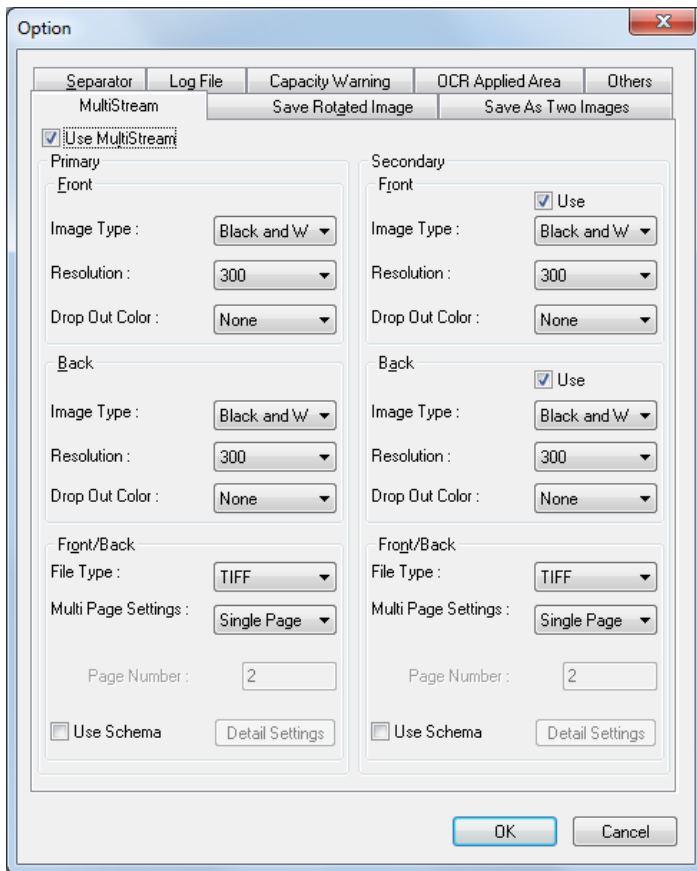 Option
Separator Log File Capacity Warning OCR Applied Area Others
MultiStream Save Rotated Image Save As Two Images
Use MultiStream
Primary
Front
Image Type : Black and W
Resolution : 300
Drop Out Color : None
Back
Image Type : Black and W
Resolution : 300
Drop Out Color : None
Front/Back
File Type : TIFF
Multi Page Settings : Single Page
Page Number : 2
Use Schema Detail Settings
Secondary
Front
Use
Image Type : Black and W
Resolution : 300
Drop Out Color : None
Back
Use
Image Type : Black and W
Resolution : 300
Drop Out Color : None
Front/Back
File Type : TIFF
Multi Page Settings : Single Page
Page Number : 2
Use Schema Detail Settings
OK Cancel